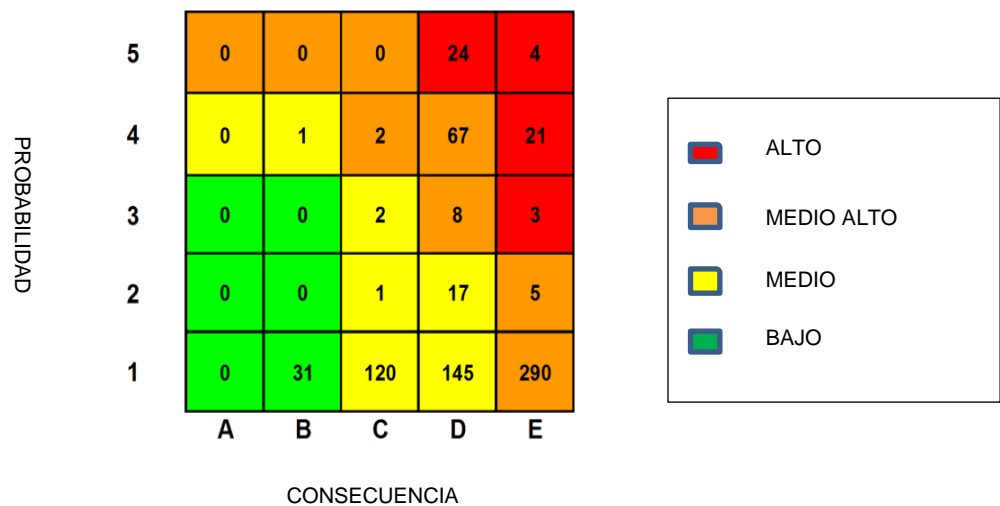 PROBABILIDAD
5 0 0 0 24 4
4 0 1 2 67 21
3 0 0 2 8 3
2 0 0 1 17 5
1 0 31 120 145 290
A B C D E
CONSECUENCIA
ALTO
MEDIO ALTO
MEDIO
BAJO